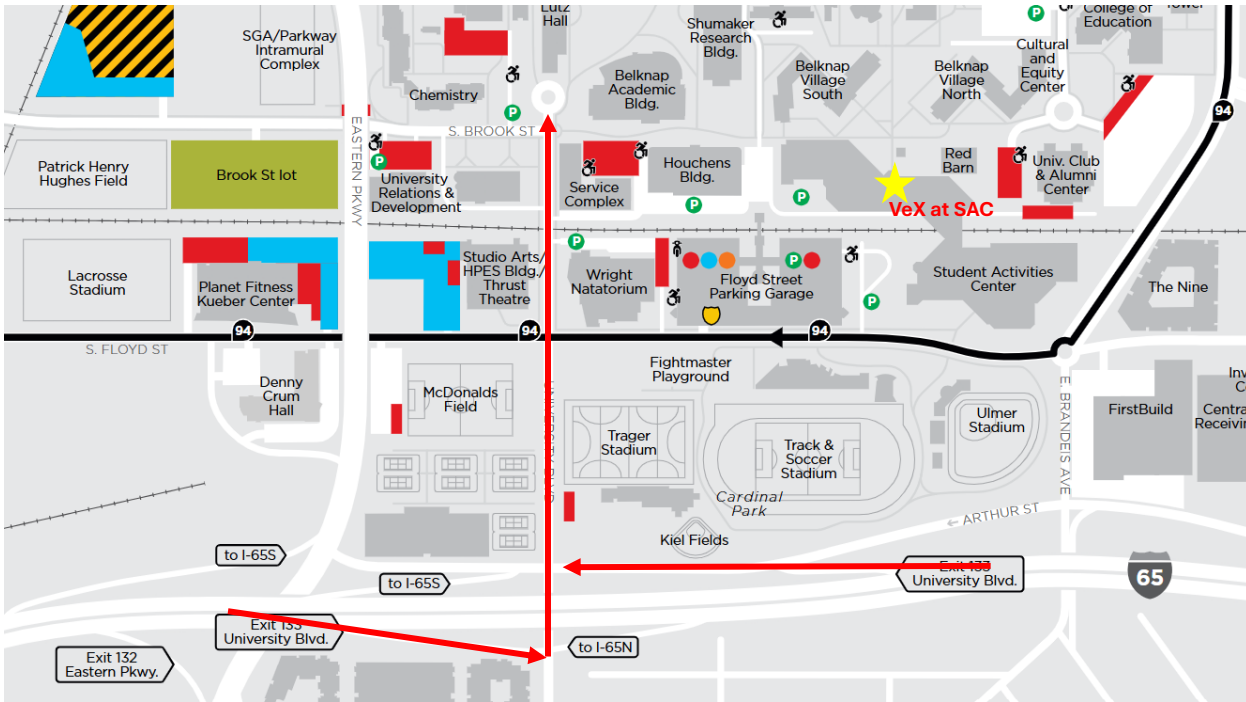 Lutz
Hall
Shumaker
Research
Bldg.
College of
Education
Tower
SGA/Parkway
Intramural
Complex
Chemistry
Belknap
Academic
Bldg.
Belknap
Village
South
Belknap
Village
North
Cultural
and
Equity
Center
P
P
94
S. BROOK ST
EASTERN PKWY
Patrick Henry
Hughes Field
Brook St lot
P
University
Relations &
Development
Service
Complex
Houchens
Bldg.
P
P
Red
Barn
Univ. Club
& Alumni
Center
VeX at SAC
Lacrosse
Stadium
Planet Fitness
Kueber Center
Studio Arts/
HPES Bldg./
Thrust
Theatre
P
Wright
Natatorium
P
Floyd Street
Parking Garage
P
Student Activities
Center
The Nine
94
94
94
S. FLOYD ST
Denny
Crum
Hall
McDonalds
Field
UNIVERSITY BLVD
Fightmaster
Playground
Trager
Stadium
Track &
Soccer
Stadium
Ulmer
Stadium
E. BRANDEIS AVE
FirstBuild
Central
Receiving
Cardinal
Park
Kiel Fields
← ARTHUR ST
to I-65S
to I-65S
Exit 133
University Blvd.
65
Exit 133
University Blvd.
to I-65N
Exit 132
Eastern Pkwy.